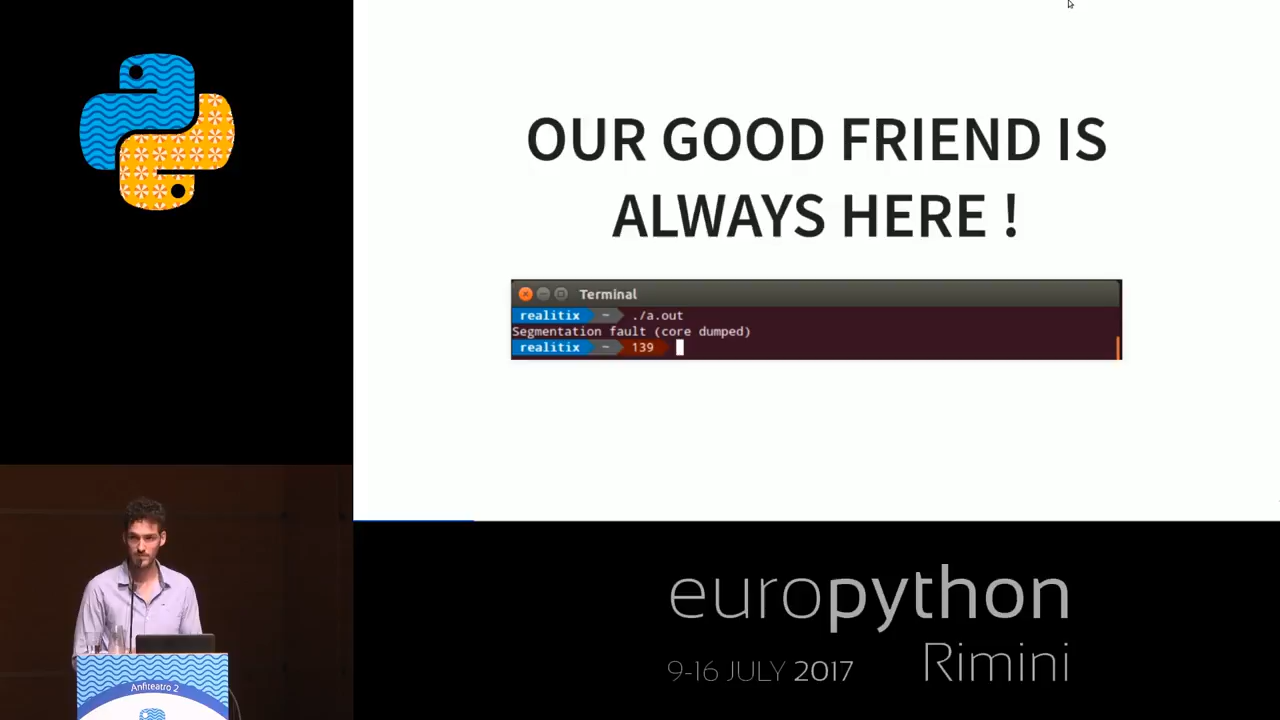 OUR GOOD FRIEND IS
ALWAYS HERE !
Terminal
realitix ~ ./a.out
Segmentation fault (core dumped)
realitix ~ 139
Anfiteatro 2
europython
Rimini
9-16 JULY 2017